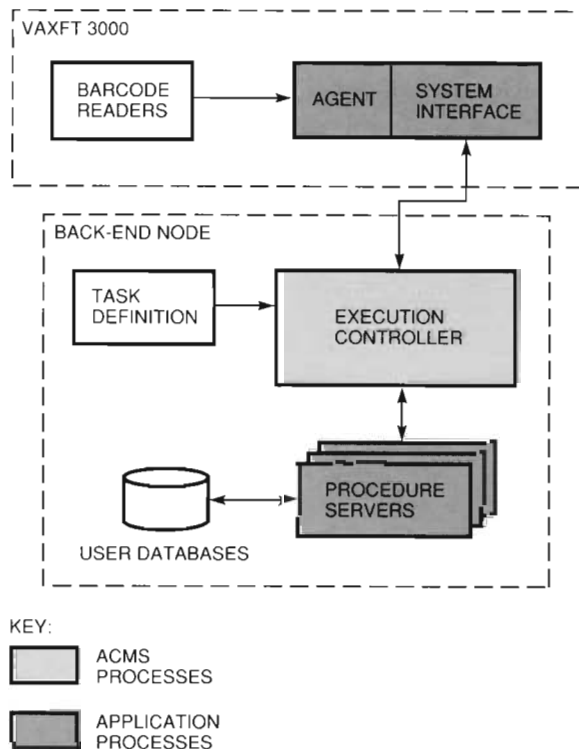 VAXFT 3000
BARCODE
READERS
AGENT
SYSTEM
INTERFACE
BACK-END NODE
TASK
DEFINITION
EXECUTION
CONTROLLER
PROCEDURE
SERVERS
USER DATABASES
KEY:
ACMS
PROCESSES
APPLICATION
PROCESSES